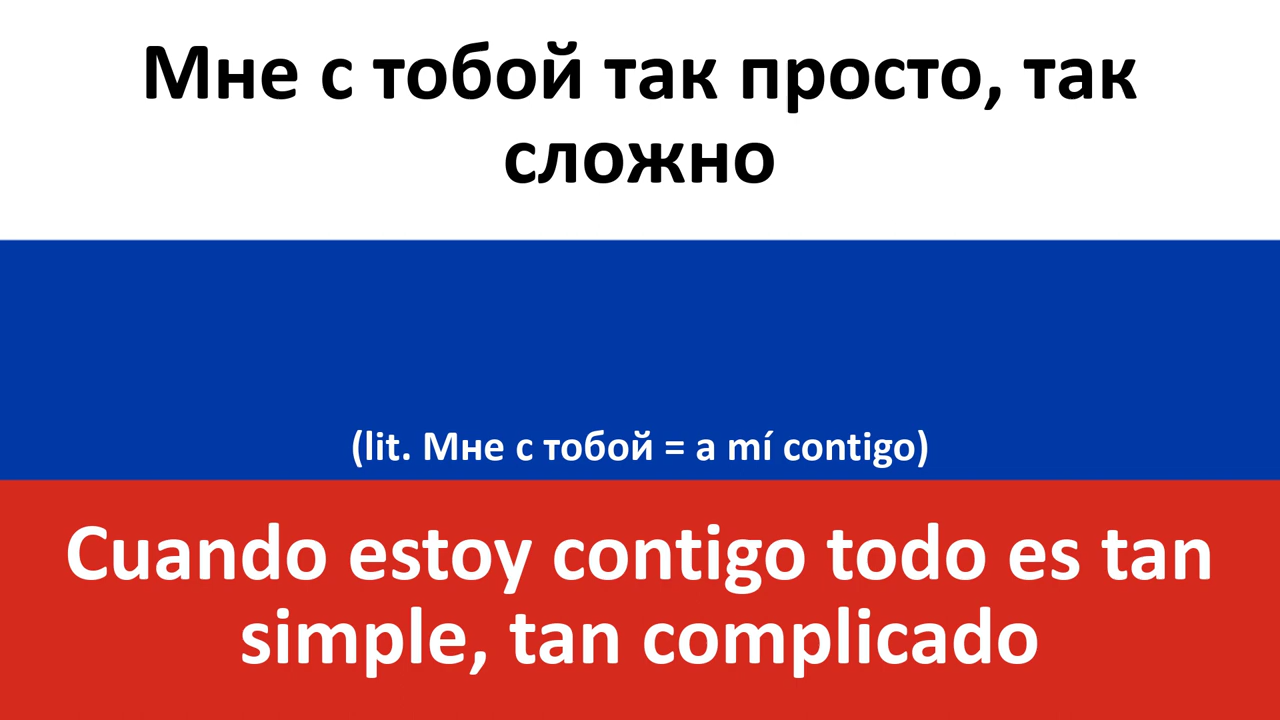 Мне с тобой так просто, так
сложно
(lit. Мне с тобой = a mí contigo)
Cuando estoy contigo todo es tan
simple, tan complicado